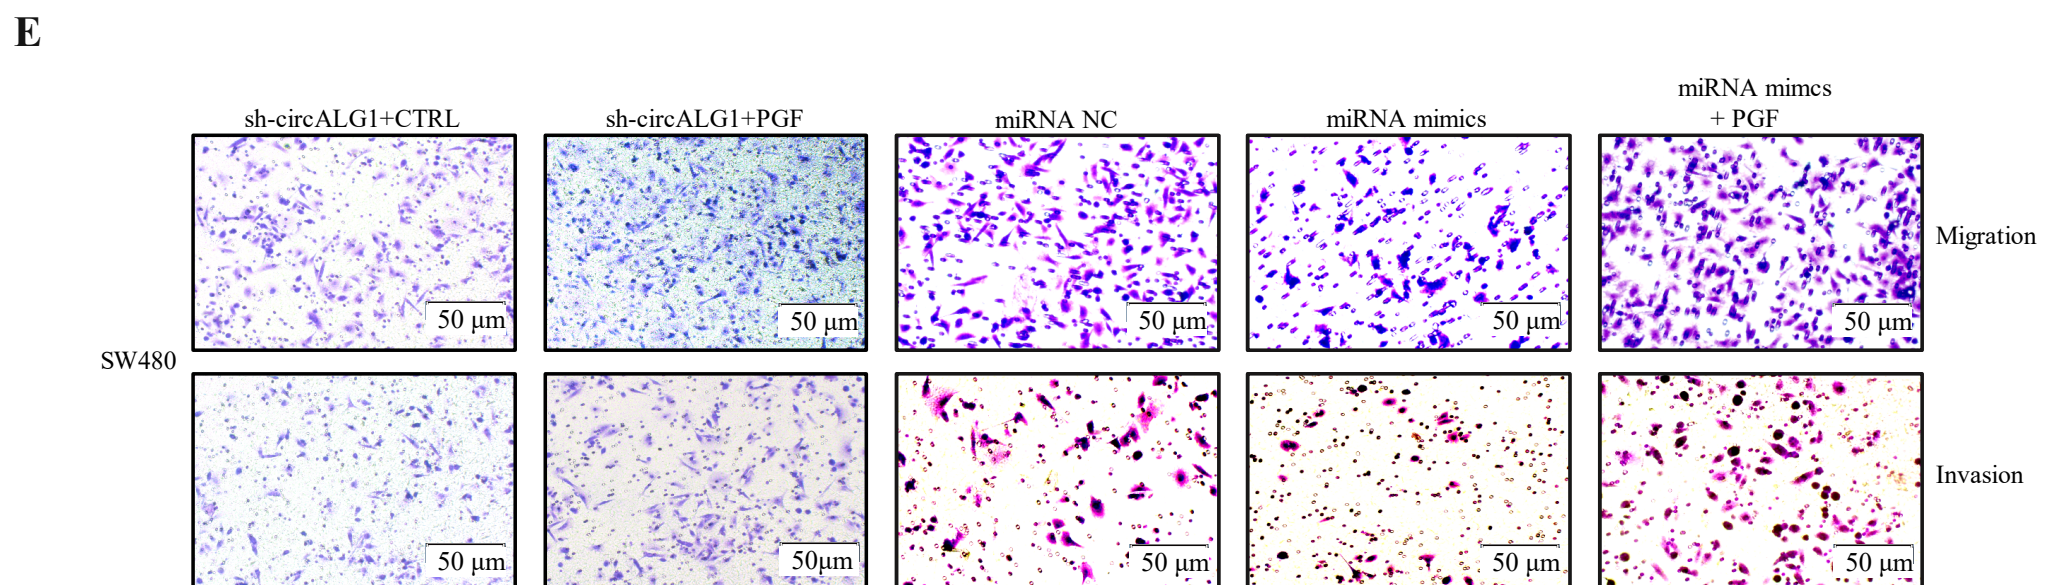 E
sh-circALG1+CTRL
sh-circALG1+PGF
miRNA NC
miRNA mimics
miRNA mimcs
+ PGF
50 μm
50 μm
50 μm
50 μm
50 μm
Migration
SW480
50 μm
50μm
50 μm
50 μm
50 μm
Invasion